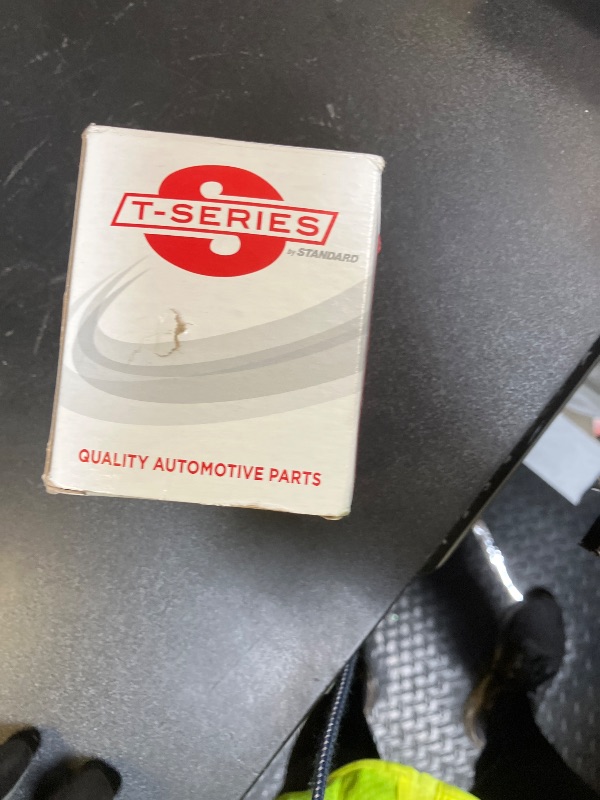 T-SERIES
by STANDARD
QUALITY AUTOMOTIVE PARTS